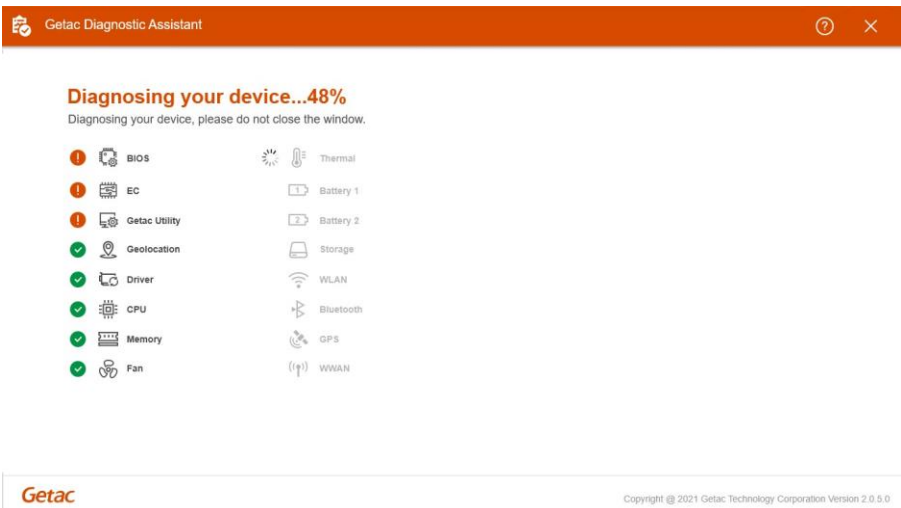 Getac Diagnostic Assistant
?
Diagnosing your device...48%
Diagnosing your device, please do not close the window.
! BIOS
! EC
! Getac Utility
Geolocation
Driver
CPU
Memory
Fan
Thermal
1 Battery 1
2 Battery 2
Storage
WLAN
Bluetooth
GPS
WWAN
Getac
Copyright @ 2021 Getac Technology Corporation Version 2.0.5.0